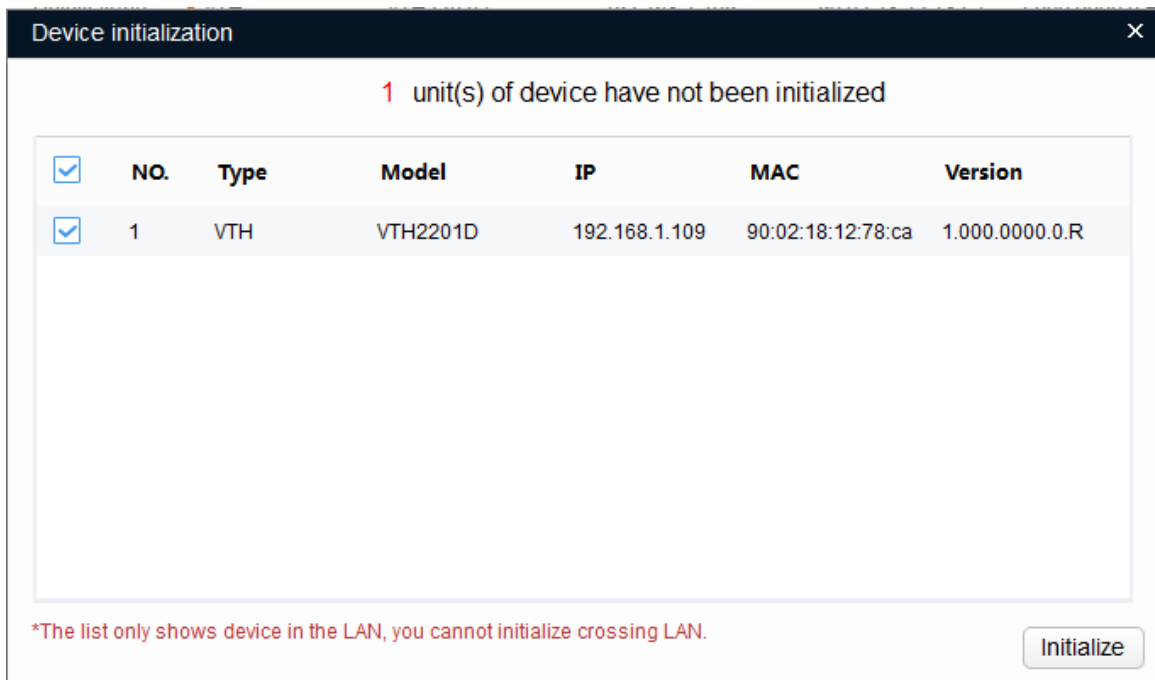 Device initialization
1 unit(s) of device have not been initialized
NO. Type Model IP MAC Version
1 VTH VTH2201D 192.168.1.109 90:02:18:12:78:ca 1.000.0000.0.R
*The list only shows device in the LAN, you cannot initialize crossing LAN.
Initialize